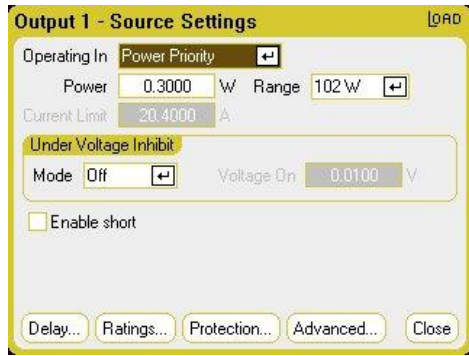 Output 1 - Source Settings LOAD
Operating In Power Priority
Power 0.3000 W Range 102 W
Current Limit 20.4000 A
Under Voltage Inhibit
Mode Off Voltage On 0.0100 V
Enable short
Delay... Ratings... Protection... Advanced... Close